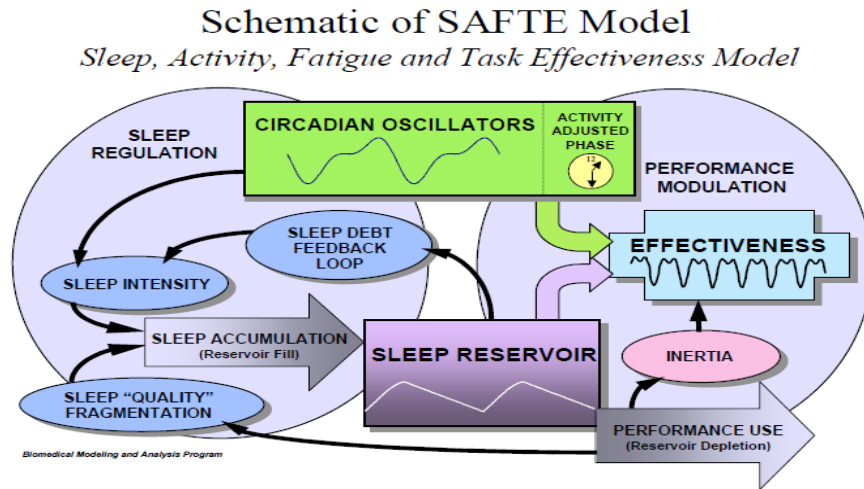 Schematic of SAFTE Model
Sleep, Activity, Fatigue and Task Effectiveness Model
SLEEP
REGULATION
CIRCADIAN OSCILLATORS
ACTIVITY
ADJUSTED
PHASE
12
PERFORMANCE
MODULATION
SLEEP DEBT
FEEDBACK
LOOP
EFFECTIVENESS
SLEEP INTENSITY
SLEEP ACCUMULATION
(Reservoir Fill)
SLEEP RESERVOIR
INERTIA
SLEEP “QUALITY”
FRAGMENTATION
PERFORMANCE USE
(Reservoir Depletion)
Biomedical Modeling and Analysis Program